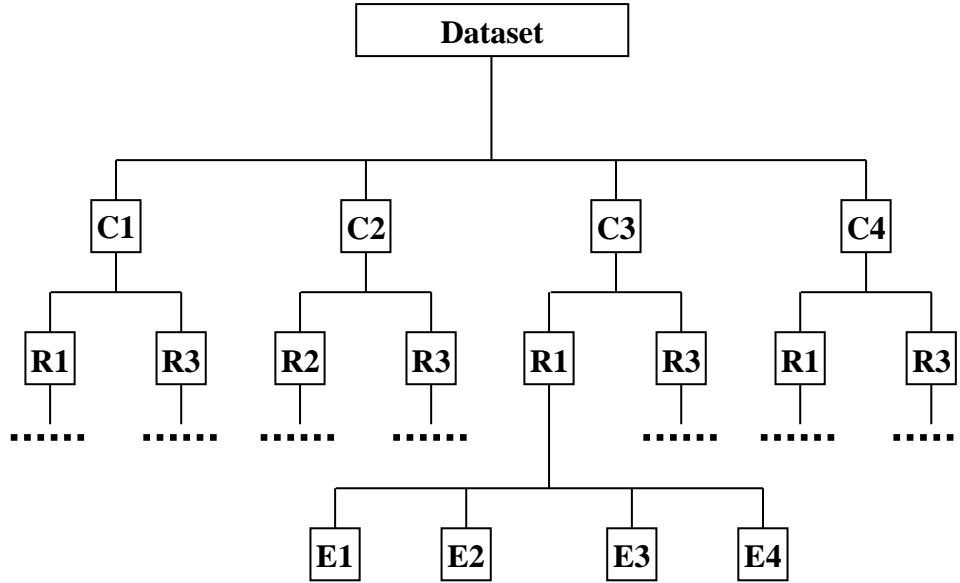 Dataset
C1 C2 C3 C4
R1 R3 R2 R3 R1 R3 R1 R3
E1 E2 E3 E4